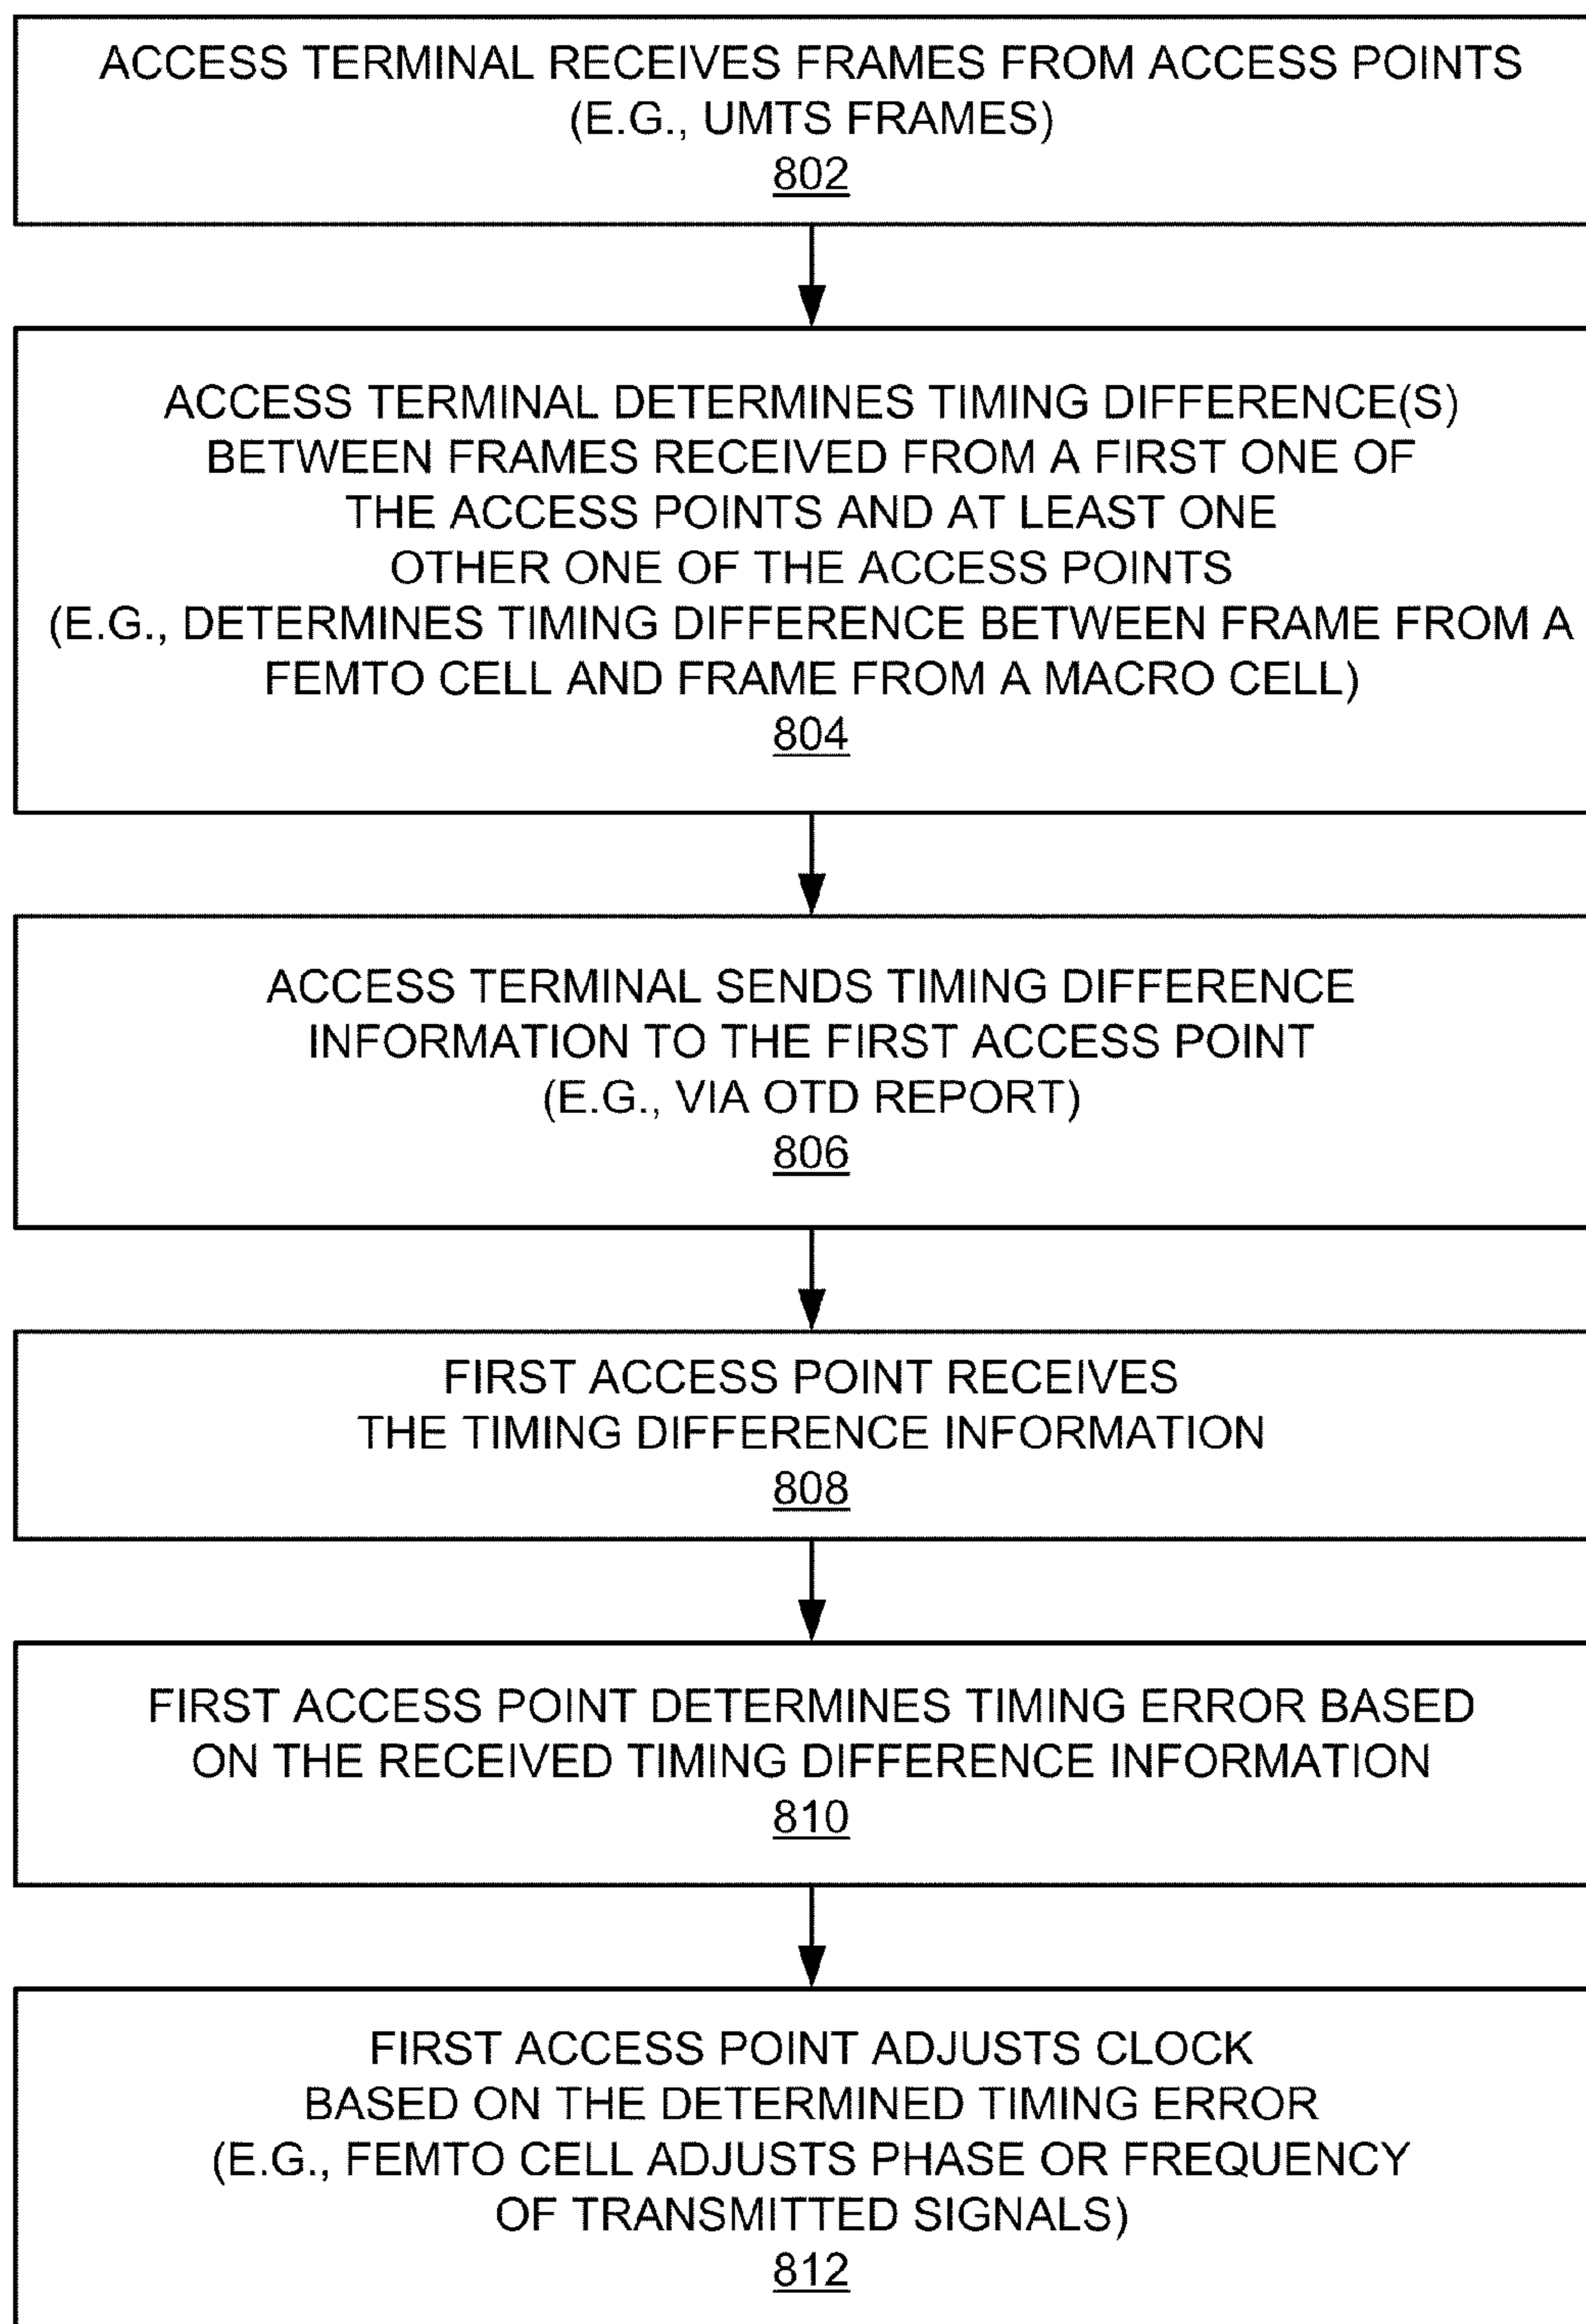 ACCESS TERMINAL RECEIVES FRAMES FROM ACCESS POINTS
(E.G., UMTS FRAMES)
802
ACCESS TERMINAL DETERMINES TIMING DIFFERENCE(S)
BETWEEN FRAMES RECEIVED FROM A FIRST ONE OF
THE ACCESS POINTS AND AT LEAST ONE
OTHER ONE OF THE ACCESS POINTS
(E.G., DETERMINES TIMING DIFFERENCE BETWEEN FRAME FROM A
FEMTO CELL AND FRAME FROM A MACRO CELL)
804
ACCESS TERMINAL SENDS TIMING DIFFERENCE
INFORMATION TO THE FIRST ACCESS POINT
(E.G., VIA OTD REPORT)
806
FIRST ACCESS POINT RECEIVES
THE TIMING DIFFERENCE INFORMATION
808
FIRST ACCESS POINT DETERMINES TIMING ERROR BASED
ON THE RECEIVED TIMING DIFFERENCE INFORMATION
810
FIRST ACCESS POINT ADJUSTS CLOCK
BASED ON THE DETERMINED TIMING ERROR
(E.G., FEMTO CELL ADJUSTS PHASE OR FREQUENCY
OF TRANSMITTED SIGNALS)
812